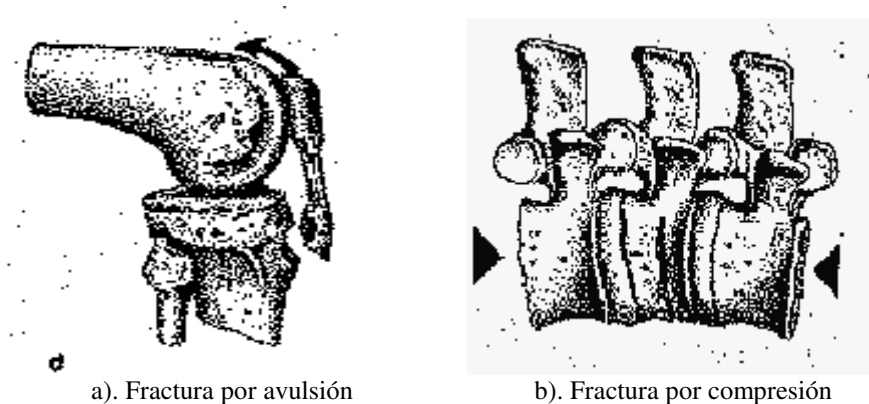 d
a). Fractura por avulsión
b). Fractura por compresión